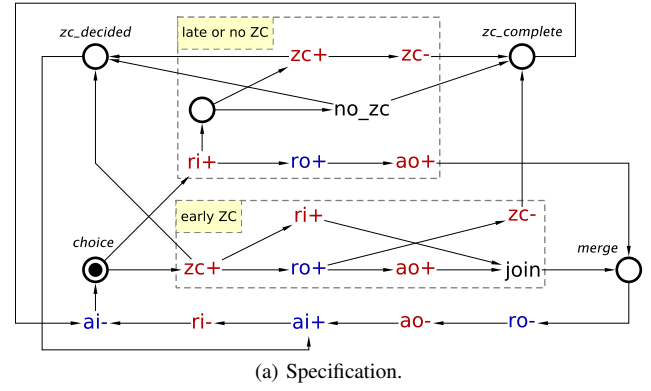 zc_decided
late or no ZC
zc+
zc-
zc_complete
no_zc
ri+
ro+
ao+
early ZC
ri+
zc-
choice
merge
zc+
ro+
ao+
join
ai-
ri-
ai+
ao-
ro-
(a) Specification.